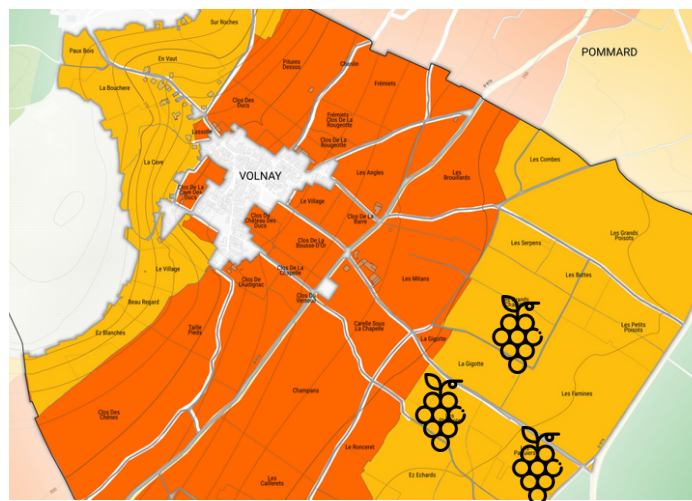 Sur Roches
Paux Bois
En Vaut
La Bouchere
POMMARD
Pitures
Dessus
Chanlin
Frémiets
Clos Des
Ducs
Frémiets
Clos De La
Rougeotte
Lassolle
Clos De La
Rougeotte
La Cave
VOLNAY
Les Angles
Les
Brouillards
Les Combes
Clos De La
Cave Des
Ducs
Le Village
Clos De
Château Des
Ducs
Clos De La
Barre
Les Grands
Poisots
Clos De La
Bousse-D'Or
Les Serpens
Le Village
Clos De
La Chapelle
Clos De
L'Audignac
Les Mitans
Les Buttes
Beau Regard
Clos Du
Verseuil
Ez Blanches
Taille
Pieds
Carelle Sous
La Chapelle
La Gigotte
Les Petits
Poisots
La Gigotte
Champans
Les Famines
Clos Des
Chênes
Le Ronceret
Ez Echards
Les
Caillerets